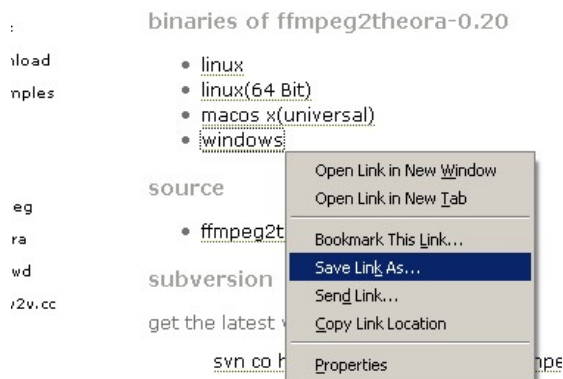 binaries of ffmpeg2theora-0.20
nload
nples
linux
linux(64 Bit)
macos x(universal)
windows
Open Link in New Window
Open Link in New Tab
Bookmark This Link...
Save Link As...
Send Link...
Copy Link Location
Properties
source
ffmpeg2t
eg
ra
wd
v2v.cc
subversion
get the latest
svn co h
mpe